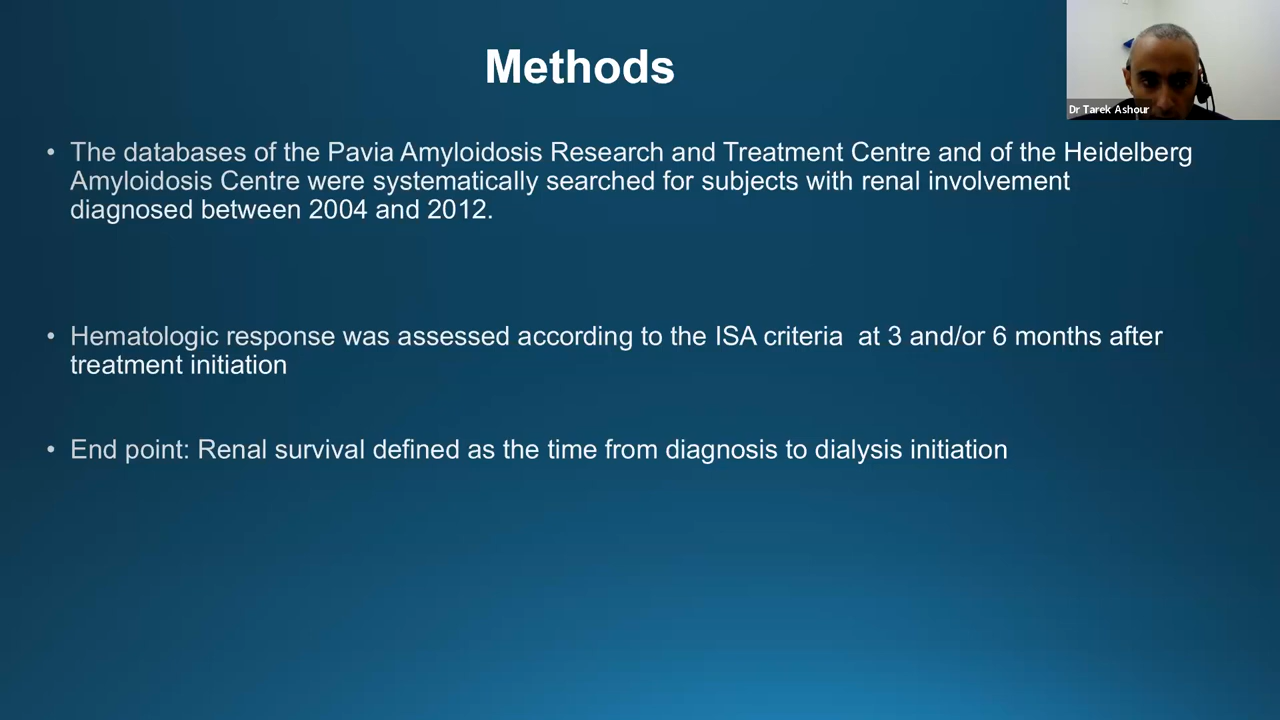 Methods
Dr Tarek Ashour
• The databases of the Pavia Amyloidosis Research and Treatment Centre and of the Heidelberg
Amyloidosis Centre were systematically searched for subjects with renal involvement
diagnosed between 2004 and 2012.
• Hematologic response was assessed according to the ISA criteria  at 3 and/or 6 months after
treatment initiation
• End point: Renal survival defined as the time from diagnosis to dialysis initiation